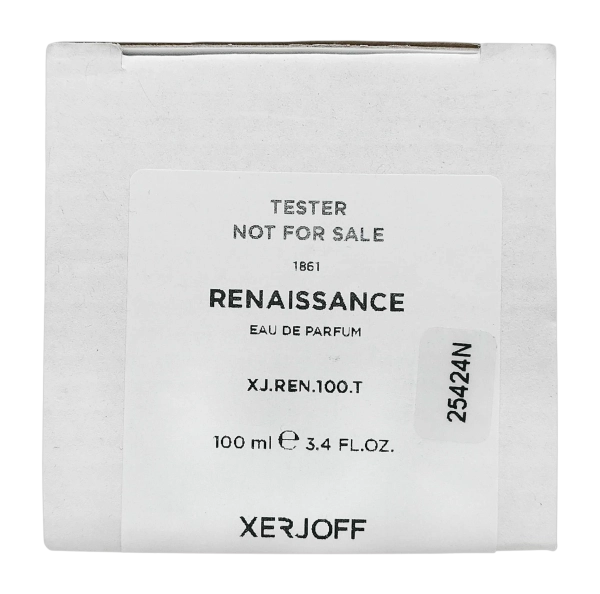 TESTER
NOT FOR SALE
1861
RENAISSANCE
EAU DE PARFUM
XJ.REN.100.T
25424N
100 ml ℮ 3.4 FL.OZ.
XERJOFF